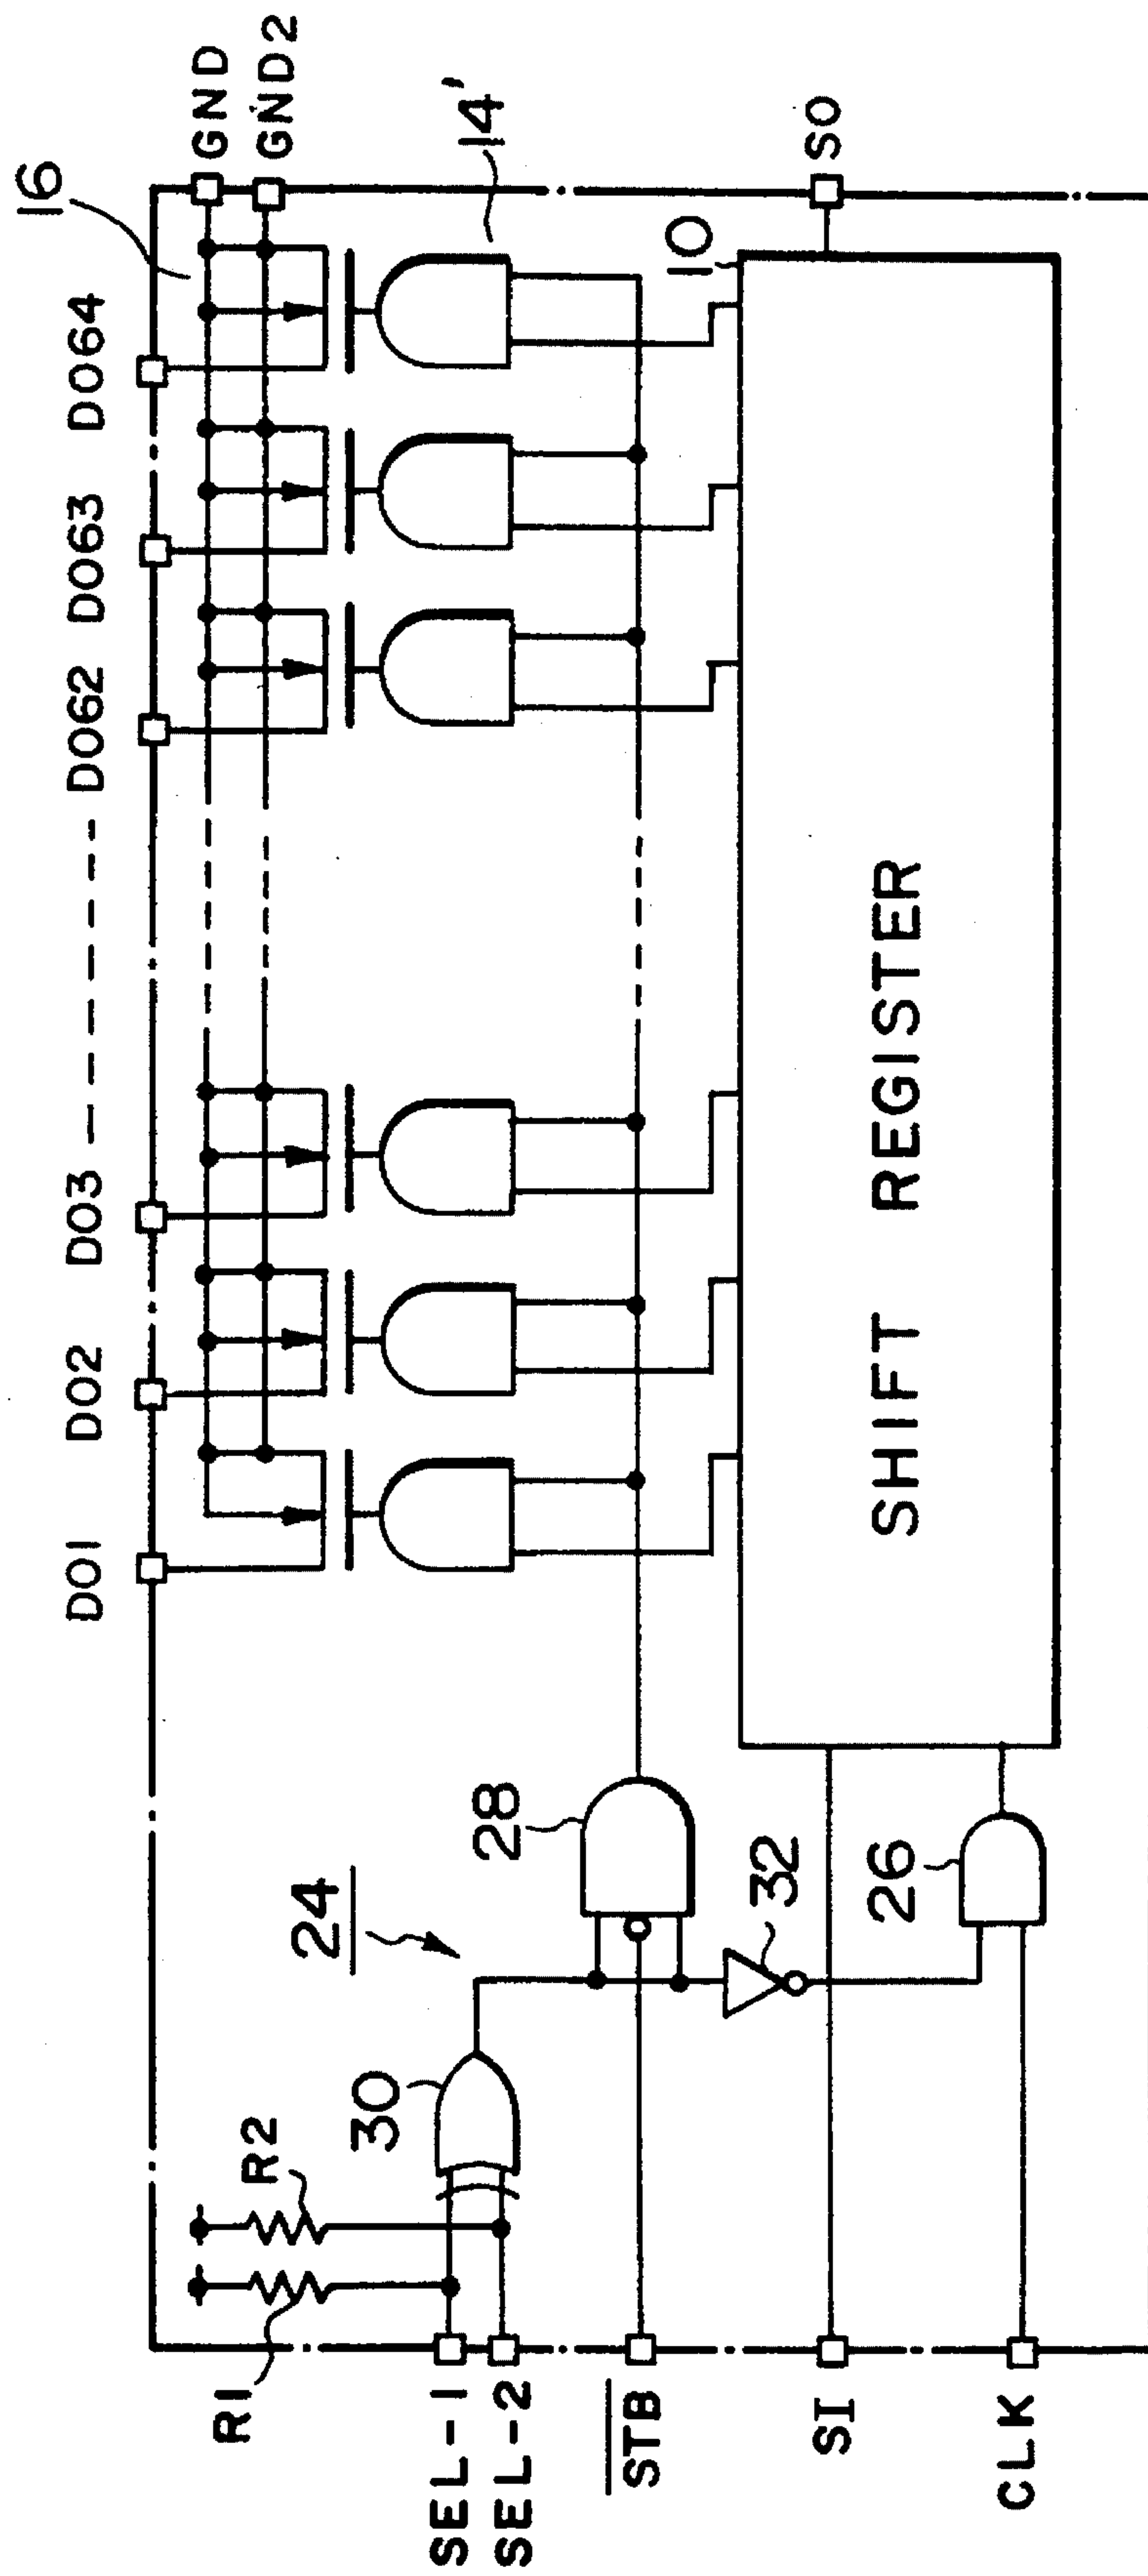 DO1 DO2 DO3 ------- DO62 DO63 DO64
16
GND
GND2
14'
R1
R2
24
30
28
SEL-1
SEL-2
STB
32
10
SO
SI
SHIFT REGISTER
26
CLK